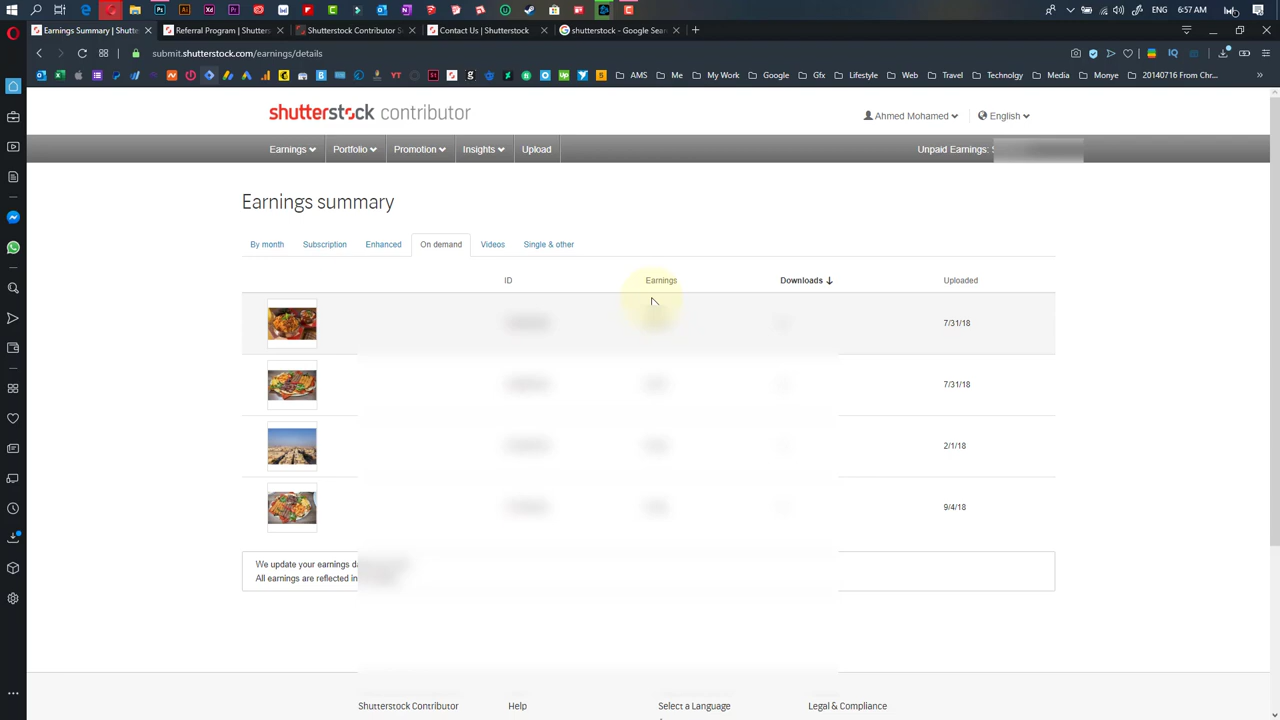 ENG 6:57 AM
Earnings Summary | Shutte
Referral Program | Shutters
Shutterstock Contributor S
Contact Us | Shutterstock
shutterstock - Google Sear
submit.shutterstock.com/earnings/details
AMS Me My Work Google Gfx Lifestyle Web Travel Technolgy Media Monye 20140716 From Chr...
shutterstock contributor
Ahmed Mohamed English
Earnings Portfolio Promotion Insights Upload Unpaid Earnings:
Earnings summary
By month Subscription Enhanced On demand Videos Single & other
ID Earnings Downloads Uploaded
7/31/18
7/31/18
2/1/18
9/4/18
We update your earnings
All earnings are reflected in
Shutterstock Contributor Help Select a Language Legal & Compliance